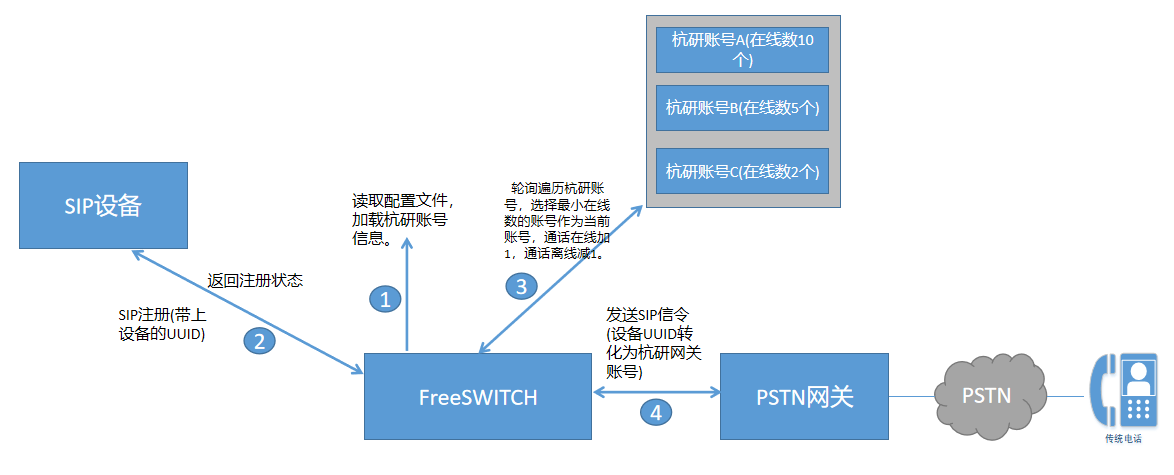 杭研账号A(在线数10
个)
杭研账号B(在线数5个)
杭研账号C(在线数2个)
SIP设备
读取配置文件,
加载杭研账号
信息。
轮询遍历杭研账
号，选择最小在线
数的账号作为当前
账号，通话在线加
1，通话离线减1。
返回注册状态
SIP注册(带上
设备的UUID)
1
2
3
发送SIP信令
(设备UUID转
化为杭研网关
账号)
FreeSWITCH
4
PSTN网关
PSTN
传统电话